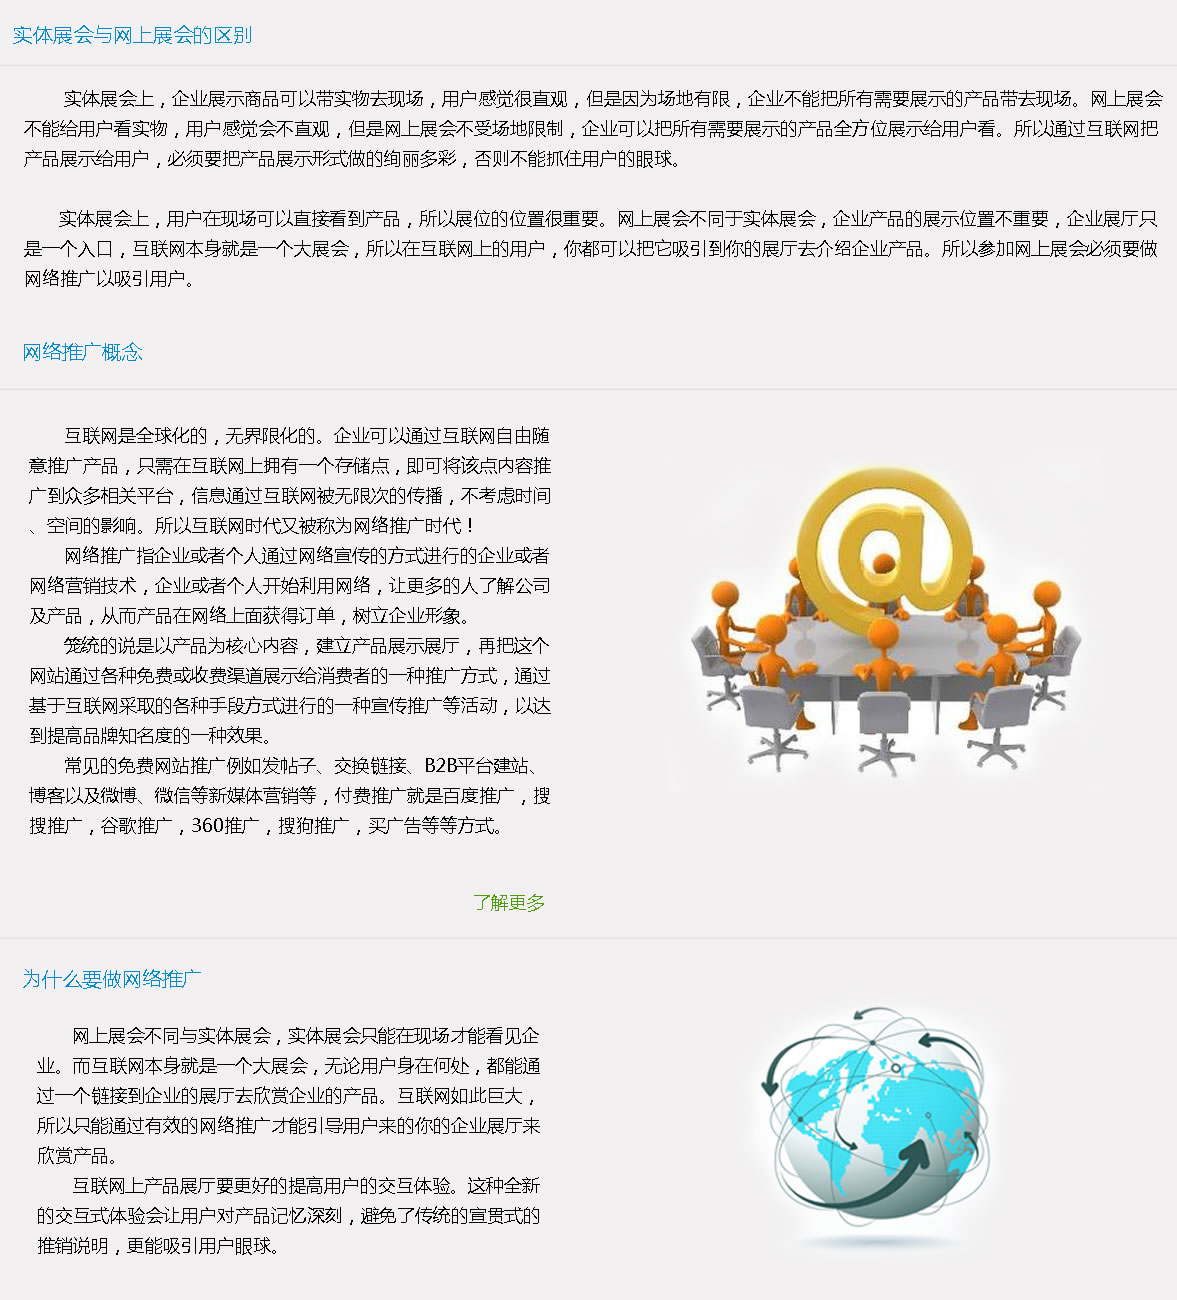 实体展会与网上展会的区别
实体展会上，企业展示商品可以带实物去现场，用户感觉很直观，但是因为场地有限，企业不能把所有需要展示的产品带去现场。网上展会
不能给用户看实物，用户感觉会不直观，但是网上展会不受场地限制，企业可以把所有需要展示的产品全方位展示给用户看。所以通过互联网把
产品展示给用户，必须要把产品展示形式做的绚丽多彩，否则不能抓住用户的眼球。
实体展会上，用户在现场可以直接看到产品，所以展位的位置很重要。网上展会不同于实体展会，企业产品的展示位置不重要，企业展厅只
是一个入口，互联网本身就是一个大展会，所以在互联网上的用户，你都可以把它吸引到你的展厅去介绍企业产品。所以参加网上展会必须要做
网络推广以吸引用户。
网络推广概念
互联网是全球化的，无界限化的。企业可以通过互联网自由随
意推广产品，只需在互联网上拥有一个存储点，即可将该点内容推
广到众多相关平台，信息通过互联网被无限次的传播，不考虑时间
、空间的影响。所以互联网时代又被称为网络推广时代！
网络推广指企业或者个人通过网络宣传的方式进行的企业或者
网络营销技术，企业或者个人开始利用网络，让更多的人了解公司
及产品，从而产品在网络上面获得订单，树立企业形象。
笼统的说是以产品为核心内容，建立产品展示展厅，再把这个
网站通过各种免费或收费渠道展示给消费者的一种推广方式，通过
基于互联网采取的各种手段方式进行的一种宣传推广等活动，以达
到提高品牌知名度的一种效果。
常见的免费网站推广例如发帖子、交换链接、B2B平台建站、
博客以及微博、微信等新媒体营销等，付费推广就是百度推广，搜
搜推广，谷歌推广，360推广，搜狗推广，买广告等等方式。
了解更多
为什么要做网络推广
网上展会不同与实体展会，实体展会只能在现场才能看见企
业。而互联网本身就是一个大展会，无论用户身在何处，都能通
过一个链接到企业的展厅去欣赏企业的产品。互联网如此巨大，
所以只能通过有效的网络推广才能引导用户来的你的企业展厅来
欣赏产品。
互联网上产品展厅要更好的提高用户的交互体验。这种全新
的交互式体验会让用户对产品记忆深刻，避免了传统的宣贯式的
推销说明，更能吸引用户眼球。
@